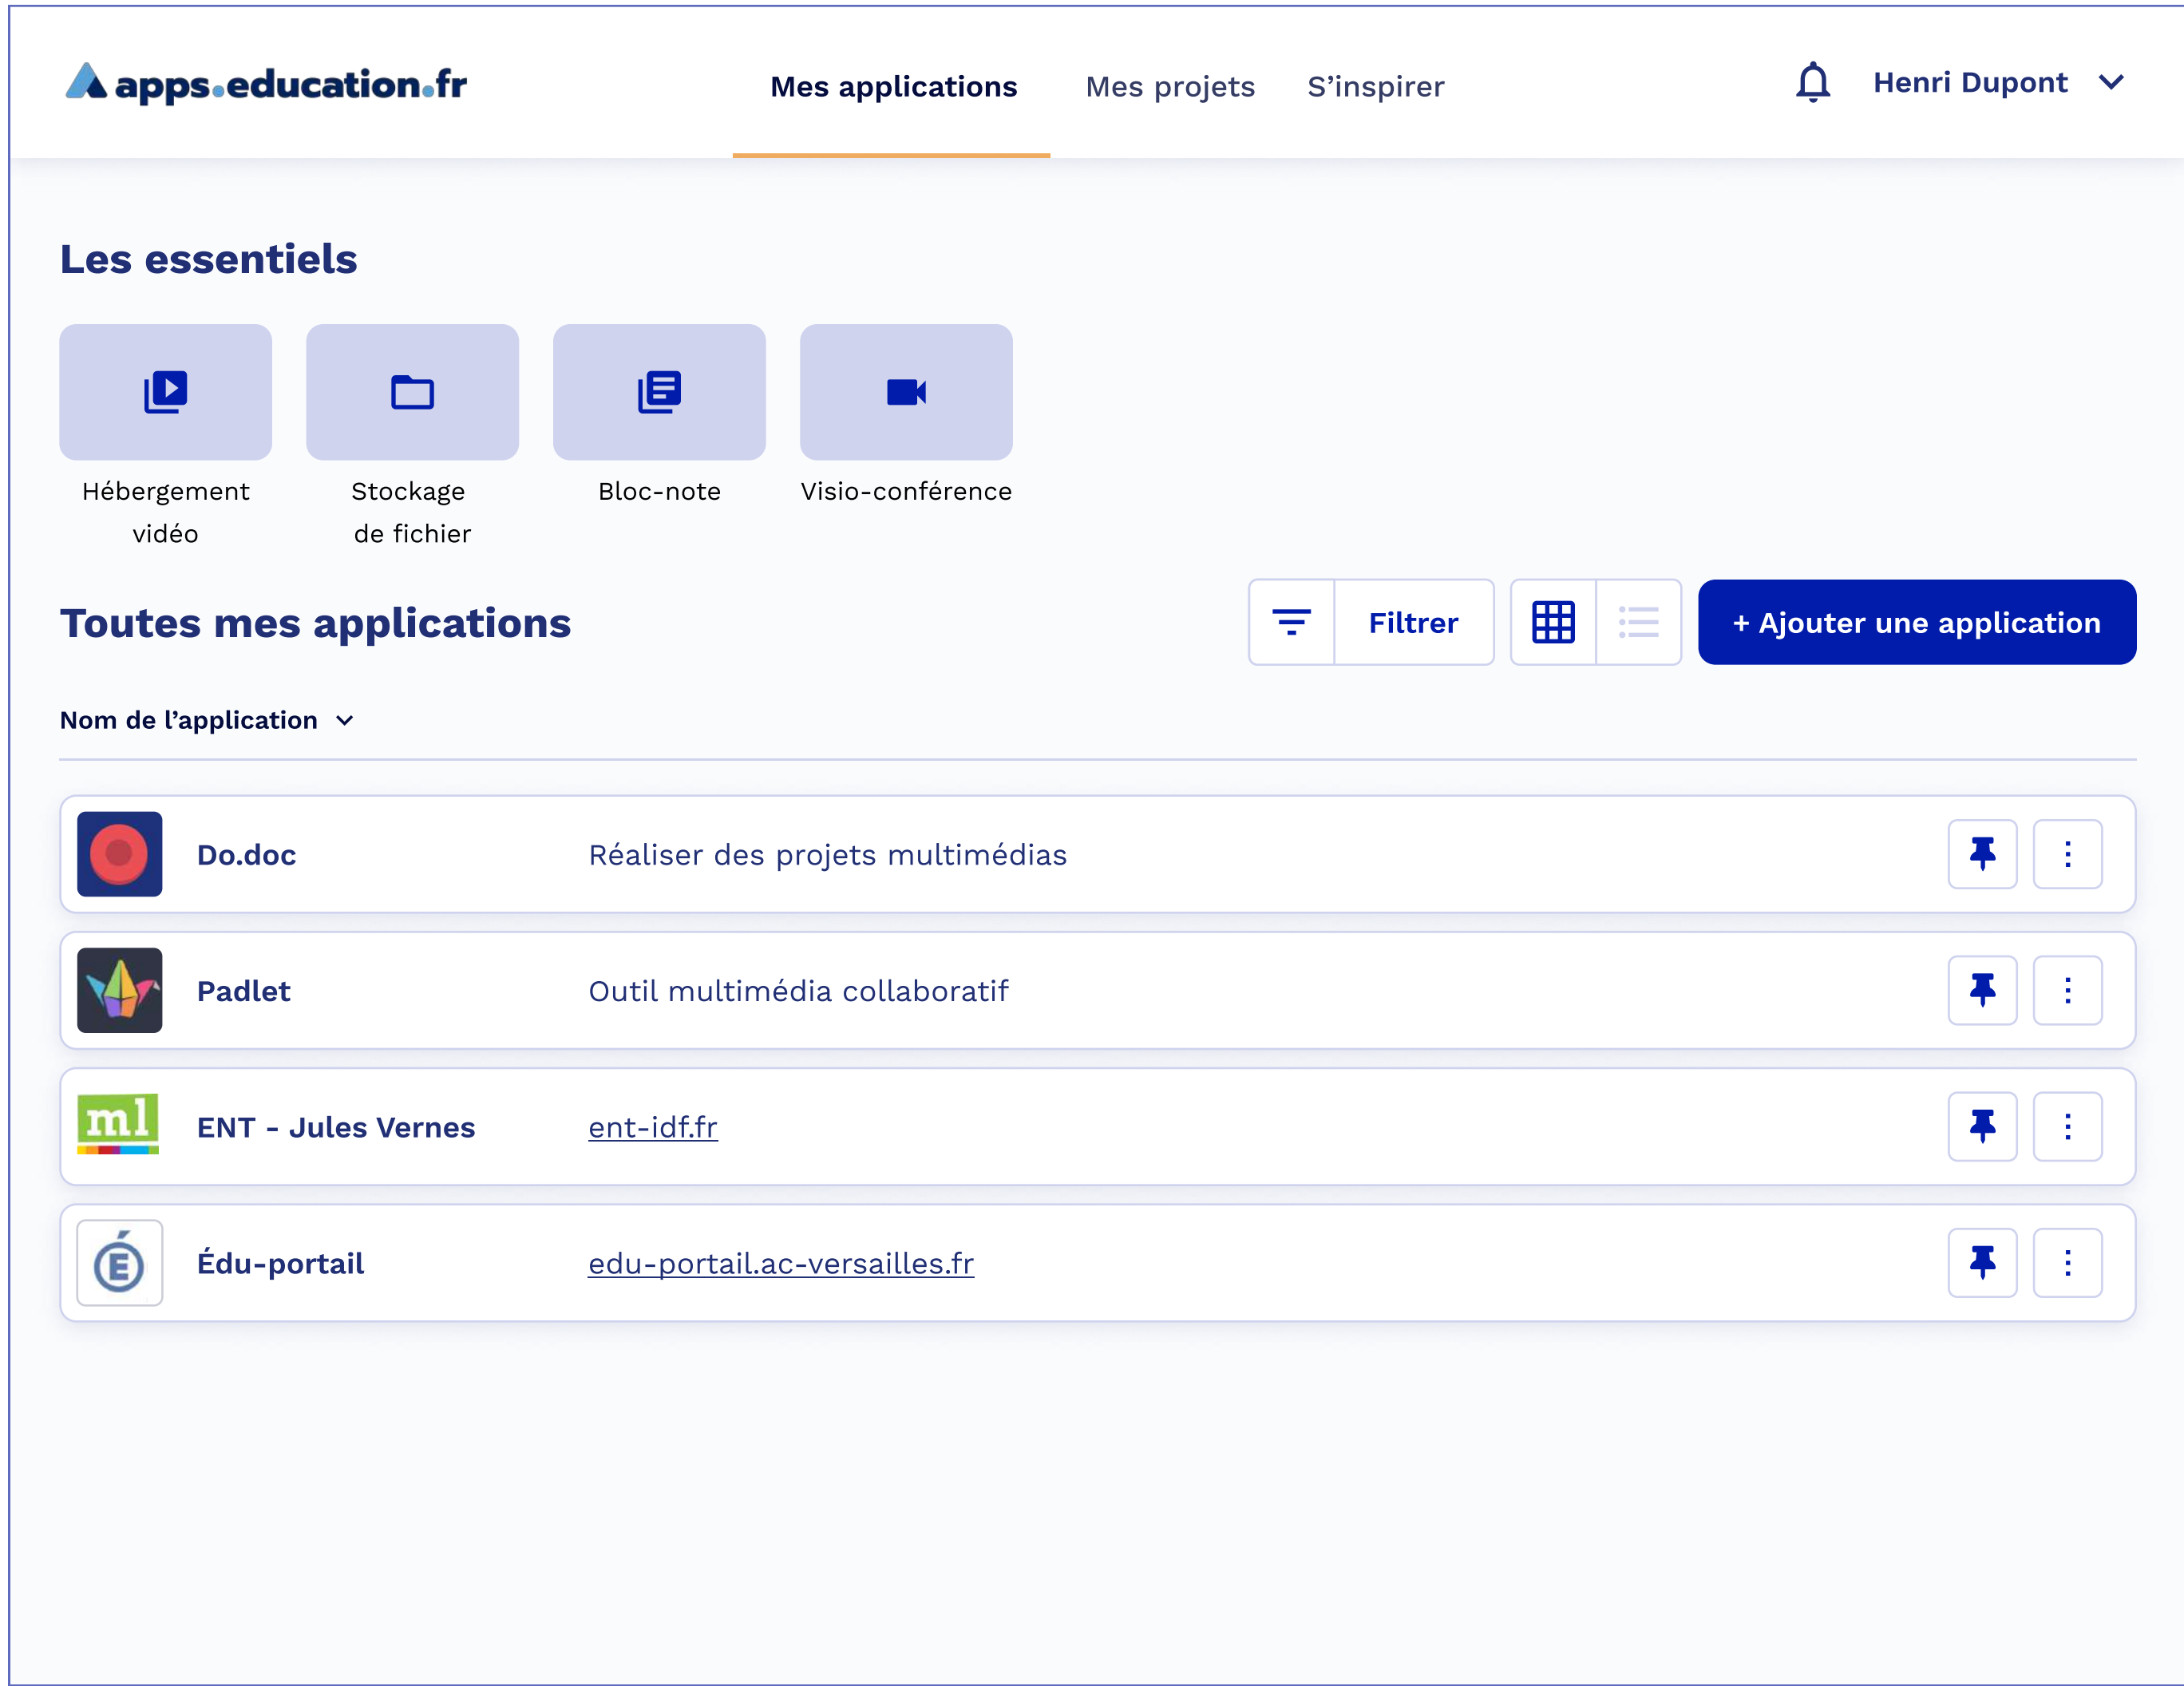 apps.education.fr
Mes applications
Mes projets
S’inspirer
Henri Dupont
Les essentiels
Hébergement
vidéo
Stockage
de fichier
Bloc-note
Visio-conférence
Toutes mes applications
Filtrer
+ Ajouter une application
Nom de l’application
Do.doc
Réaliser des projets multimédias
Padlet
Outil multimédia collaboratif
ml
ENT - Jules Vernes
ent-idf.fr
É
Édu-portail
edu-portail.ac-versailles.fr